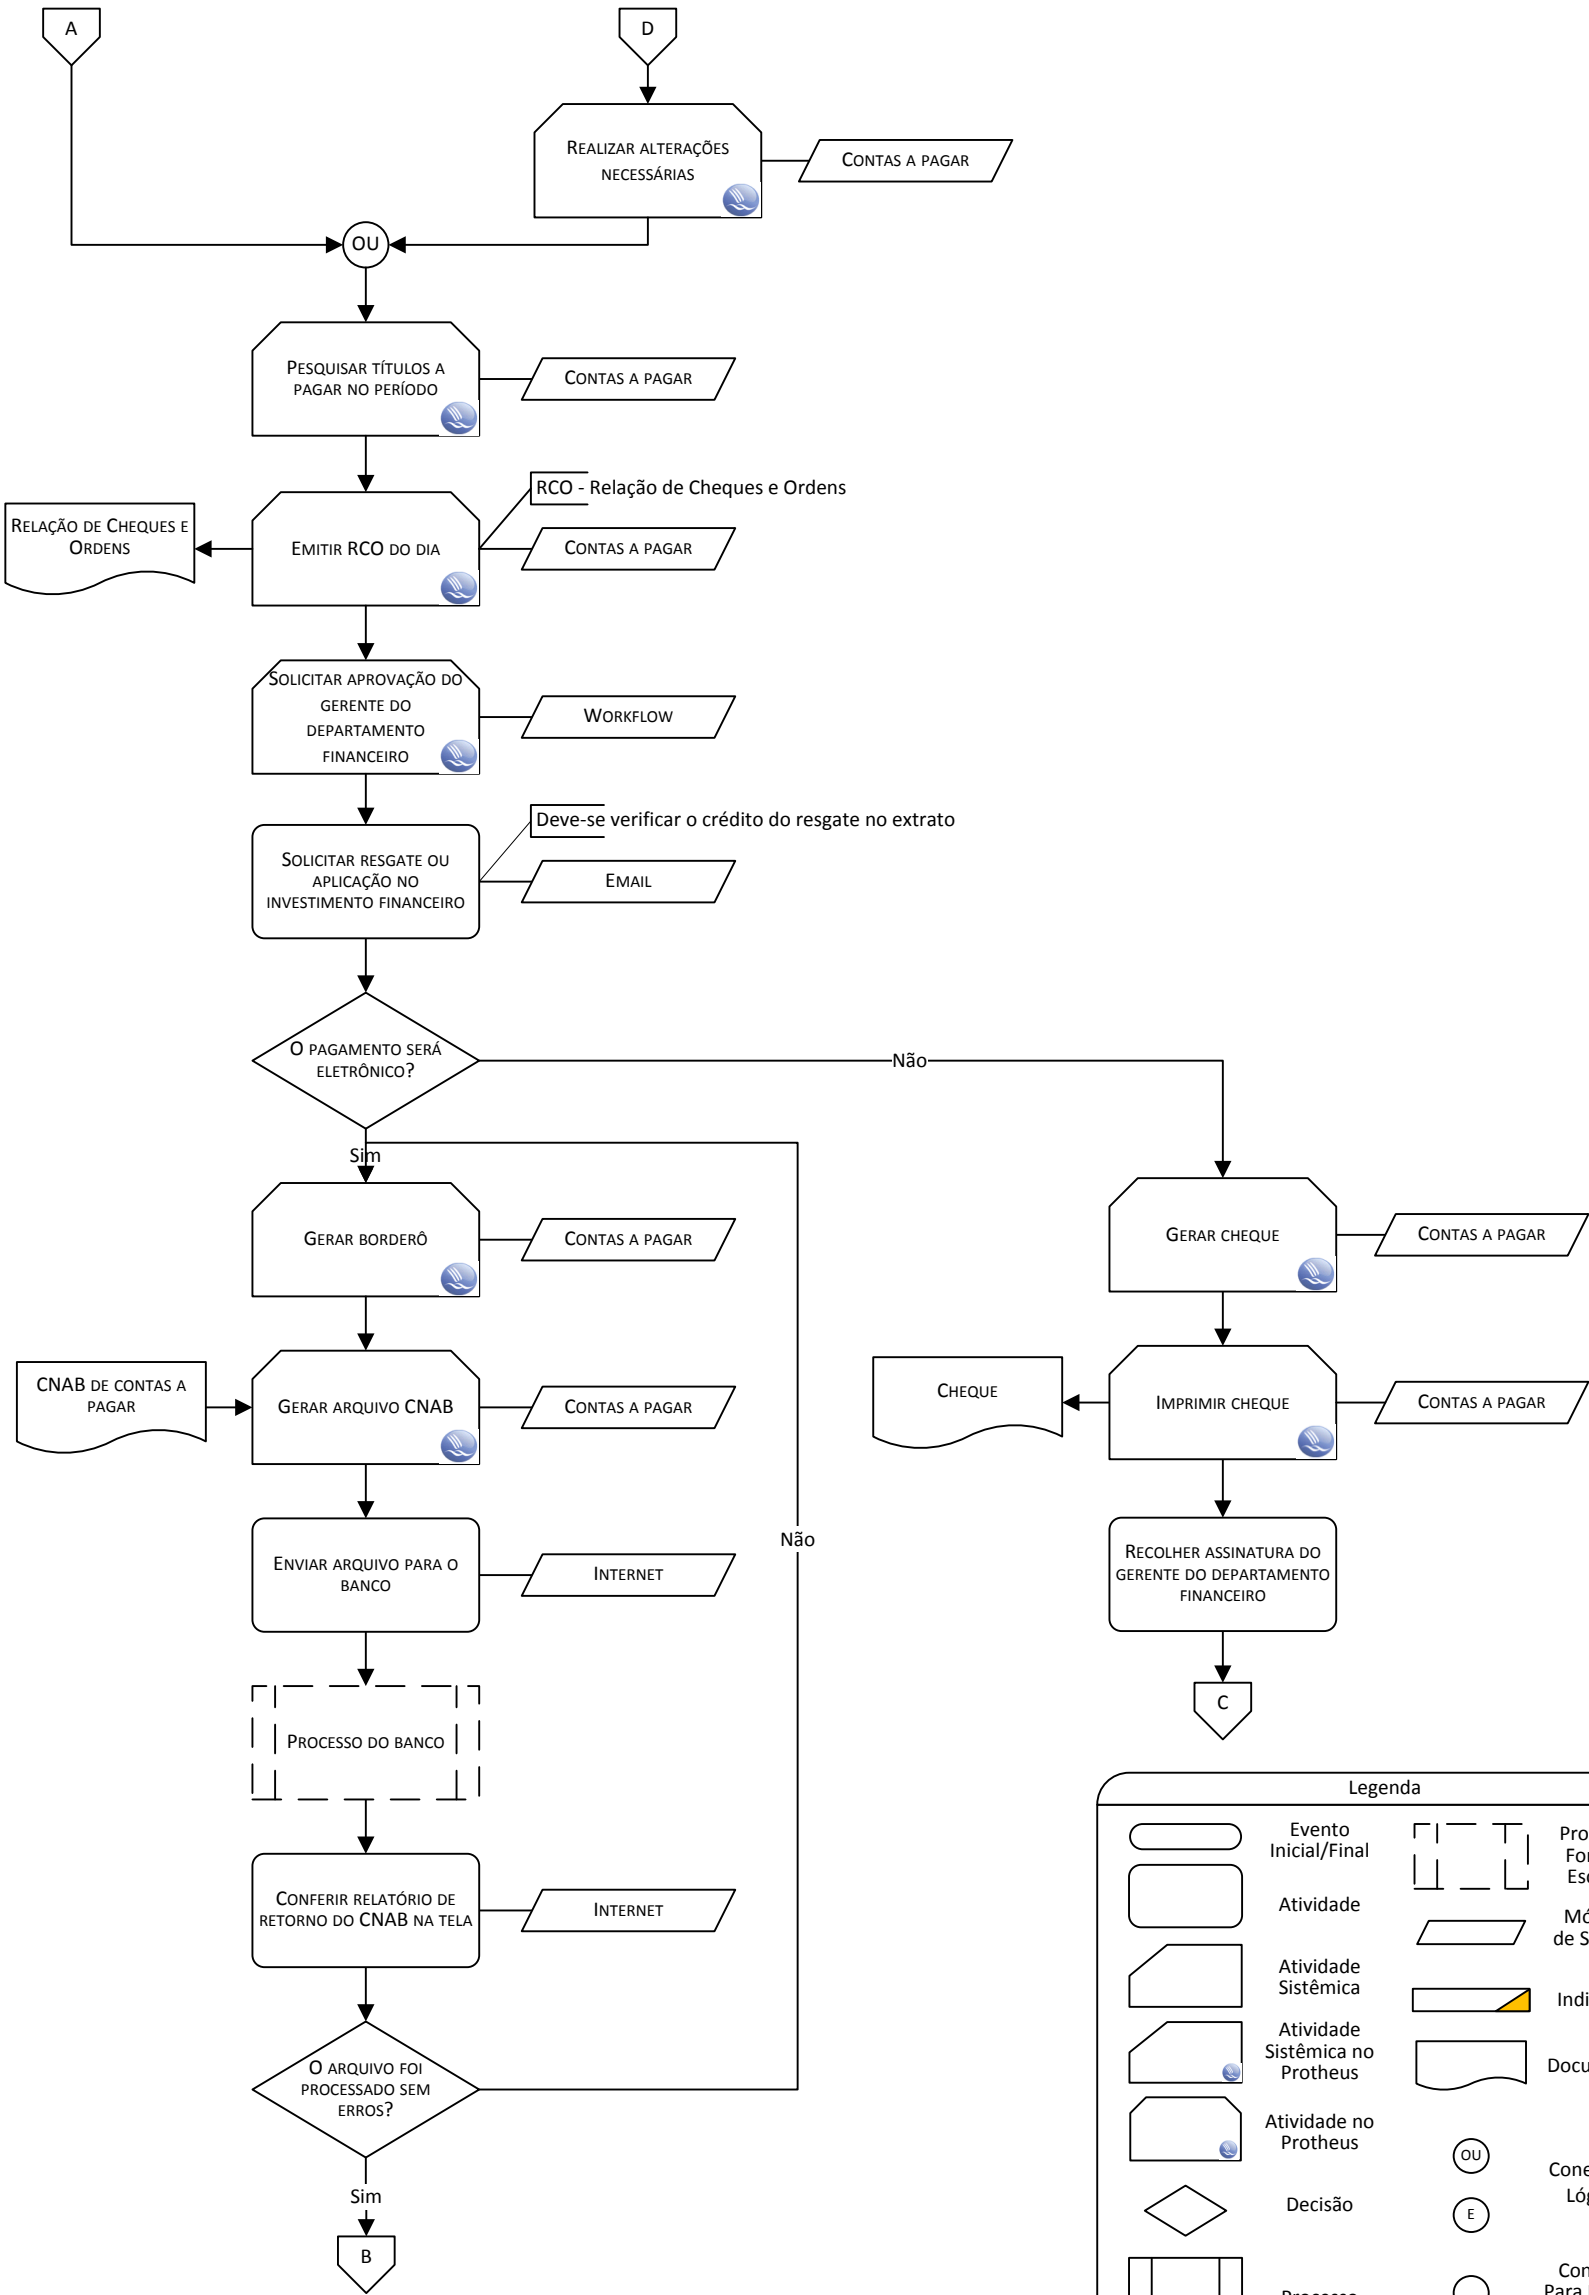 A
D
REALIZAR ALTERAÇÕES
NECESSÁRIAS
CONTAS A PAGAR
OU
PESQUISAR TÍTULOS A
PAGAR NO PERÍODO
CONTAS A PAGAR
RCO - Relação de Cheques e Ordens
RELAÇÃO DE CHEQUES E
ORDENS
EMITIR RCO DO DIA
CONTAS A PAGAR
SOLICITAR APROVAÇÃO DO
GERENTE DO
DEPARTAMENTO
FINANCEIRO
WORKFLOW
Deve-se verificar o crédito do resgate no extrato
SOLICITAR RESGATE OU
APLICAÇÃO NO
INVESTIMENTO FINANCEIRO
EMAIL
O PAGAMENTO SERÁ
ELETRÔNICO?
Não
Sim
GERAR BORDERÔ
CONTAS A PAGAR
GERAR CHEQUE
CONTAS A PAGAR
CNAB DE CONTAS A
PAGAR
GERAR ARQUIVO CNAB
CONTAS A PAGAR
CHEQUE
IMPRIMIR CHEQUE
CONTAS A PAGAR
Não
ENVIAR ARQUIVO PARA O
BANCO
INTERNET
RECOLHER ASSINATURA DO
GERENTE DO DEPARTAMENTO
FINANCEIRO
C
PROCESSO DO BANCO
CONFERIR RELATÓRIO DE
RETORNO DO CNAB NA TELA
INTERNET
O ARQUIVO FOI
PROCESSADO SEM
ERROS?
Sim
B
Legenda
Evento
Inicial/Final
Atividade
de S
Atividade
Sistêmica
Indi
Atividade
Sistêmica no
Protheus
Docu
Atividade no
Protheus
OU
E
Decisão
Para